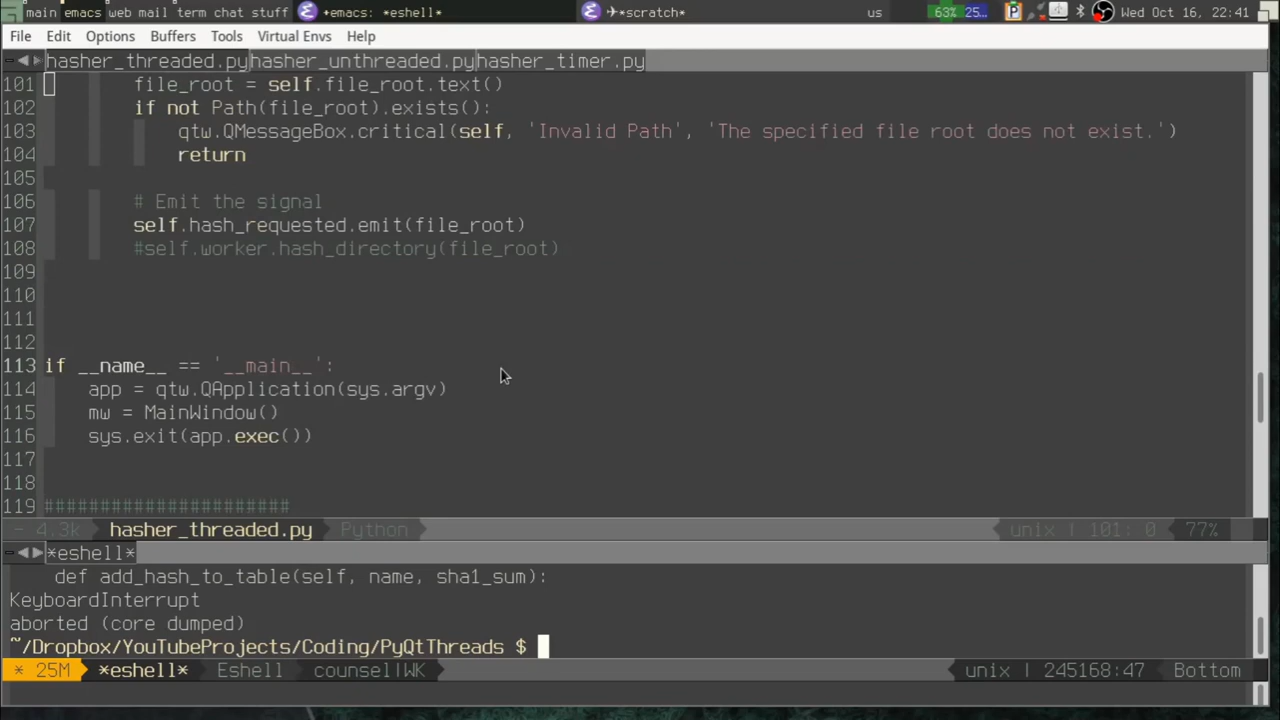 main emacs web mail term chat stuff +emacs: *eshell* ✈*scratch* us 63% 25... P Wed Oct 16, 22:41
File Edit Options Buffers Tools Virtual Envs Help
hasher_threaded.py hasher_unthreaded.py hasher_timer.py
101 file_root = self.file_root.text()
102 if not Path(file_root).exists():
103 qtw.QMessageBox.critical(self, 'Invalid Path', 'The specified file root does not exist.')
104 return
105
106 # Emit the signal
107 self.hash_requested.emit(file_root)
108 #self.worker.hash_directory(file_root)
109
110
111
112
113 if __name__ == '__main__':
114 app = qtw.QApplication(sys.argv)
115 mw = MainWindow()
116 sys.exit(app.exec())
117
118
119 ######################
- 4.3k hasher_threaded.py Python unix | 101: 0 77%
*eshell*
def add_hash_to_table(self, name, sha1_sum):
KeyboardInterrupt
aborted (core dumped)
~/Dropbox/YouTubeProjects/Coding/PyQtThreads $
* 25M *eshell* Eshell counsel|WK unix | 245168:47 Bottom